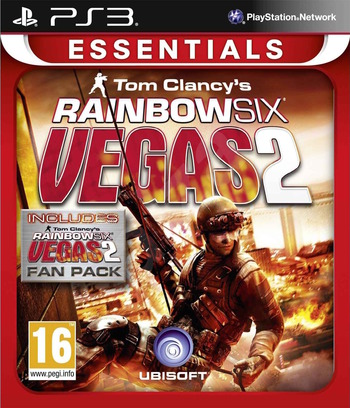 PS3
PlayStation®Network
ESSENTIALS
Tom Clancy's
RAINBOWSIX®
VEGAS2
INCLUDES
Tom Clancy's
RAINBOWSIX®
VEGAS2
FAN PACK
16
www.pegi.info
UBISOFT